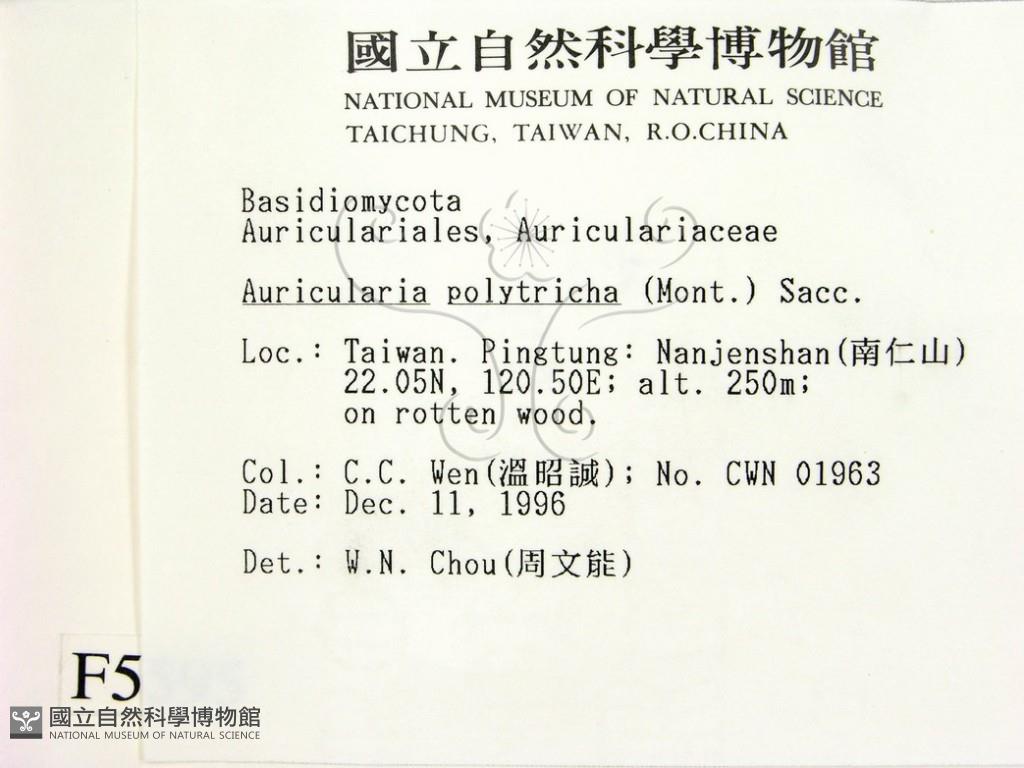 國立自然科學博物館
NATIONAL MUSEUM OF NATURAL SCIENCE
TAICHUNG, TAIWAN, R.O.CHINA
Basidiomycota
Auriculariales, Auriculariaceae
Auricularia polytricha (Mont.) Sacc.
Loc.: Taiwan. Pingtung: Nanjenshan(南仁山)
22.05N, 120.50E; alt. 250m;
on rotten wood.
Col.: C.C. Wen(溫昭誠); No. CWN 01963
Date: Dec. 11, 1996
Det.: W.N. Chou(周文能)
F5
國立自然科學博物館
NATIONAL MUSEUM OF NATURAL SCIENCE